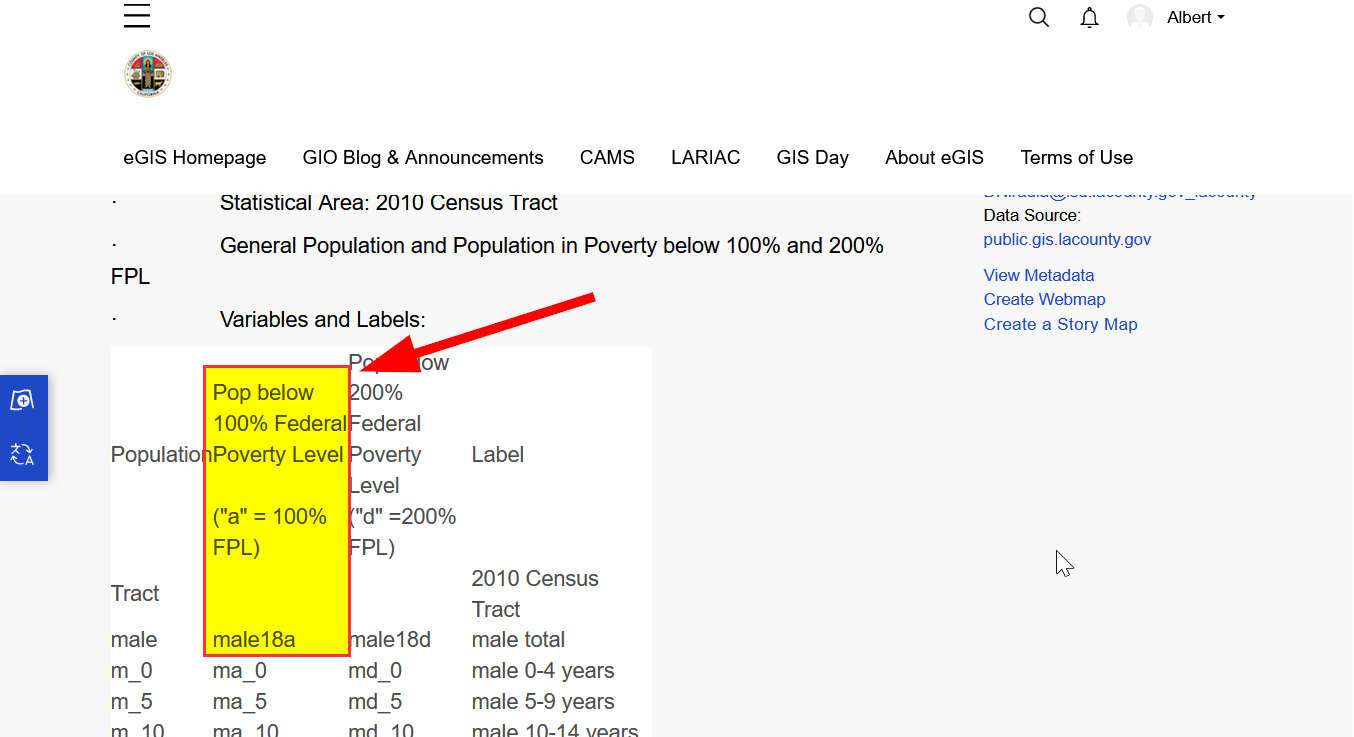 Albert
eGIS Homepage GIO Blog & Announcements CAMS LARIAC GIS Day About eGIS Terms of Use
· Statistical Area: 2010 Census Tract
· General Population and Population in Poverty below 100% and 200%
FPL
· Variables and Labels:
Population
Pop below
100% Federal
Poverty Level
("a" = 100%
FPL)
200%
Federal
Poverty
Level
("d" =200%
FPL)
Label
Tract 2010 Census
Tract
male male18a male18d male total
m_0 ma_0 md_0 male 0-4 years
m_5 ma_5 md_5 male 5-9 years
m_10 ma_10 md_10 male 10-14 years
Data Source:
public.gis.lacounty.gov
View Metadata
Create Webmap
Create a Story Map